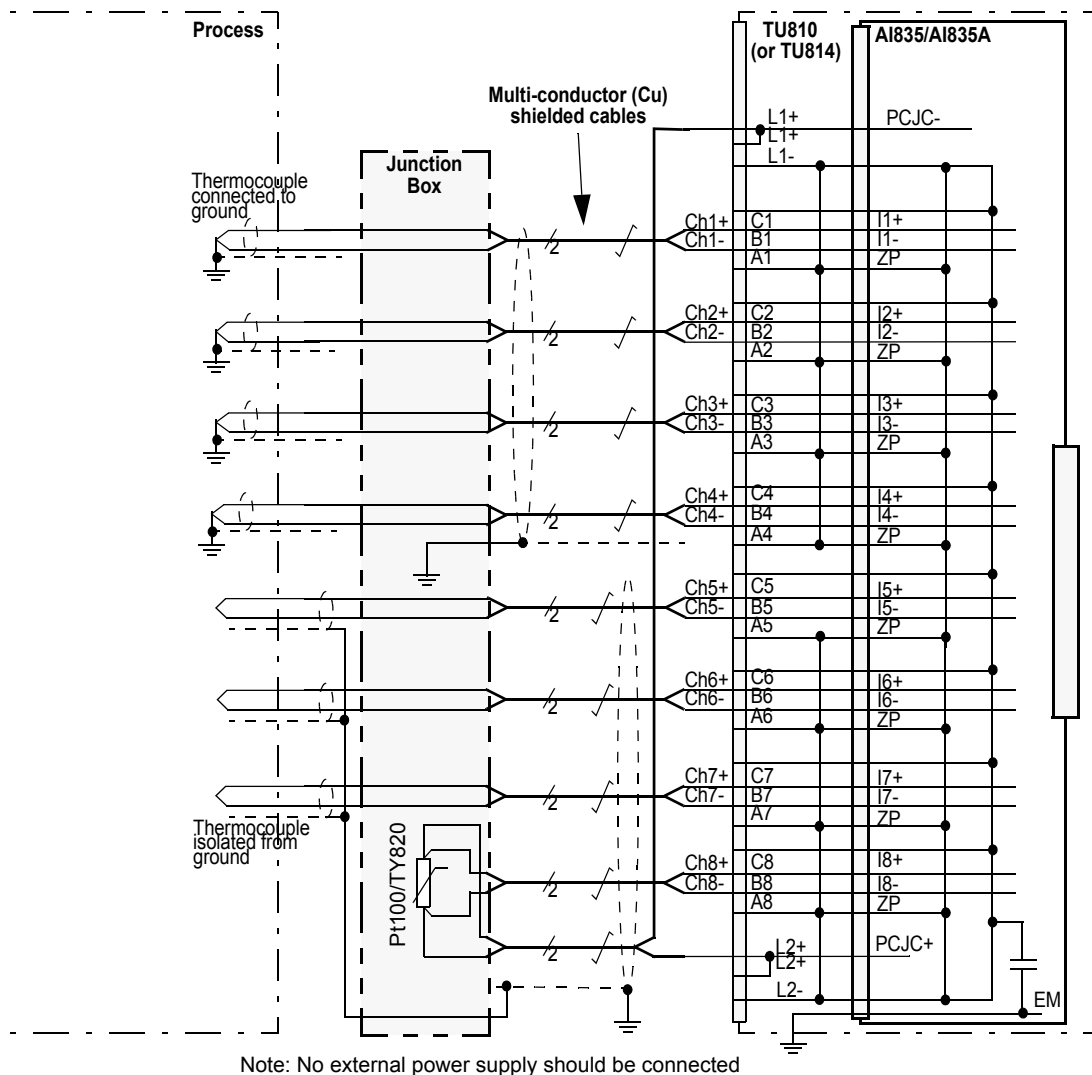 Process
TU810
(or TU814)
AI835/AI835A
Multi-conductor (Cu)
shielded cables
L1+
L1+
L1-
PCJC-
Junction
Box
Thermocouple
connected to
ground
Ch1+
Ch1-
C1
B1
A1
I1+
I1-
ZP
2
Ch2+
Ch2-
C2
B2
A2
I2+
I2-
ZP
2
Ch3+
Ch3-
C3
B3
A3
I3+
I3-
ZP
2
Ch4+
Ch4-
C4
B4
A4
I4+
I4-
ZP
2
Ch5+
Ch5-
C5
B5
A5
I5+
I5-
ZP
2
Ch6+
Ch6-
C6
B6
A6
I6+
I6-
ZP
2
Ch7+
Ch7-
C7
B7
A7
I7+
I7-
ZP
2
Thermocouple
isolated from
ground
Pt100/TY820
Ch8+
Ch8-
C8
B8
A8
I8+
I8-
ZP
2
2
L2+
L2+
L2-
PCJC+
EM
Note: No external power supply should be connected